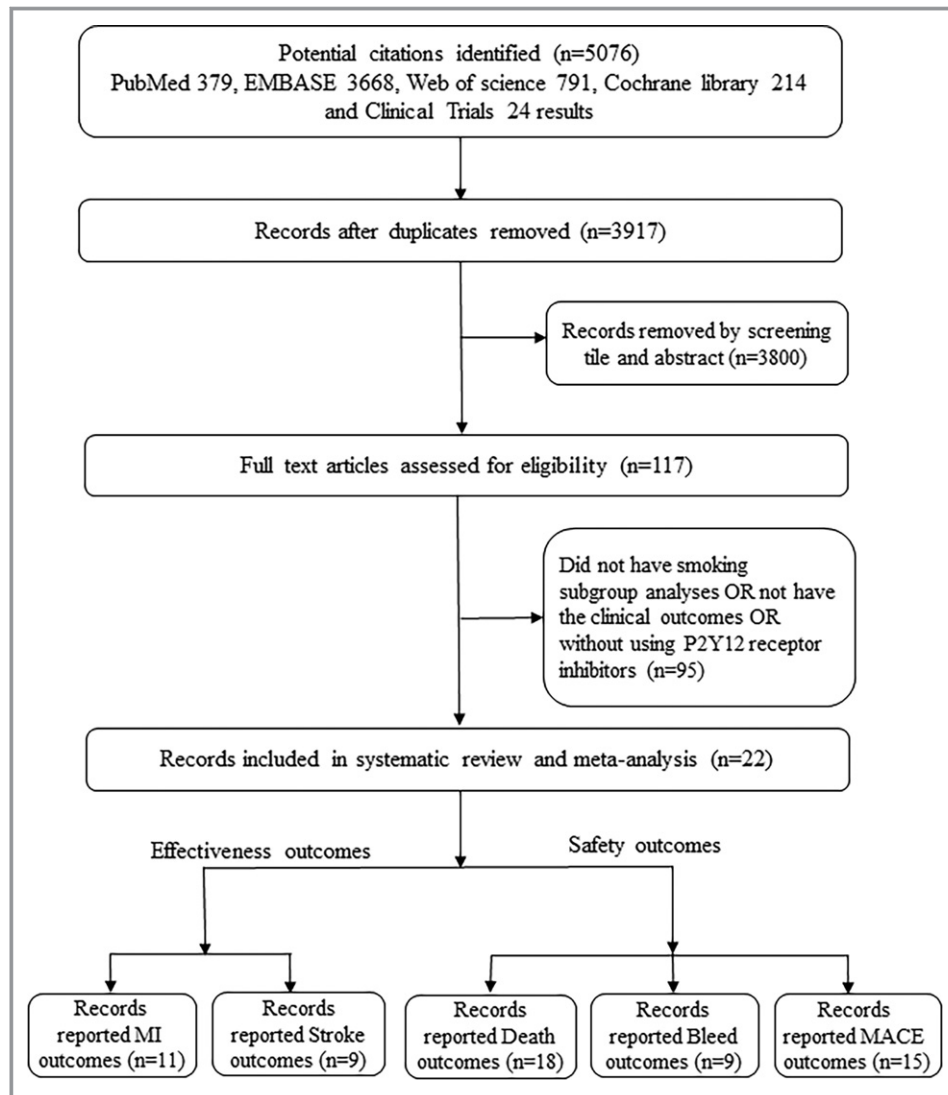 Potential citations identified (n=5076)
PubMed 379, EMBASE 3668, Web of science 791, Cochrane library 214
and Clinical Trials 24 results
Records after duplicates removed (n=3917)
Records removed by screening
tile and abstract (n=3800)
Full text articles assessed for eligibility (n=117)
Did not have smoking
subgroup analyses OR not have
the clinical outcomes OR
without using P2Y12 receptor
inhibitors (n=95)
Records included in systematic review and meta-analysis (n=22)
Effectiveness outcomes
Safety outcomes
Records
reported MI
outcomes (n=11)
Records
reported Stroke
outcomes (n=9)
Records
reported Death
outcomes (n=18)
Records
reported Bleed
outcomes (n=9)
Records
reported MACE
outcomes (n=15)